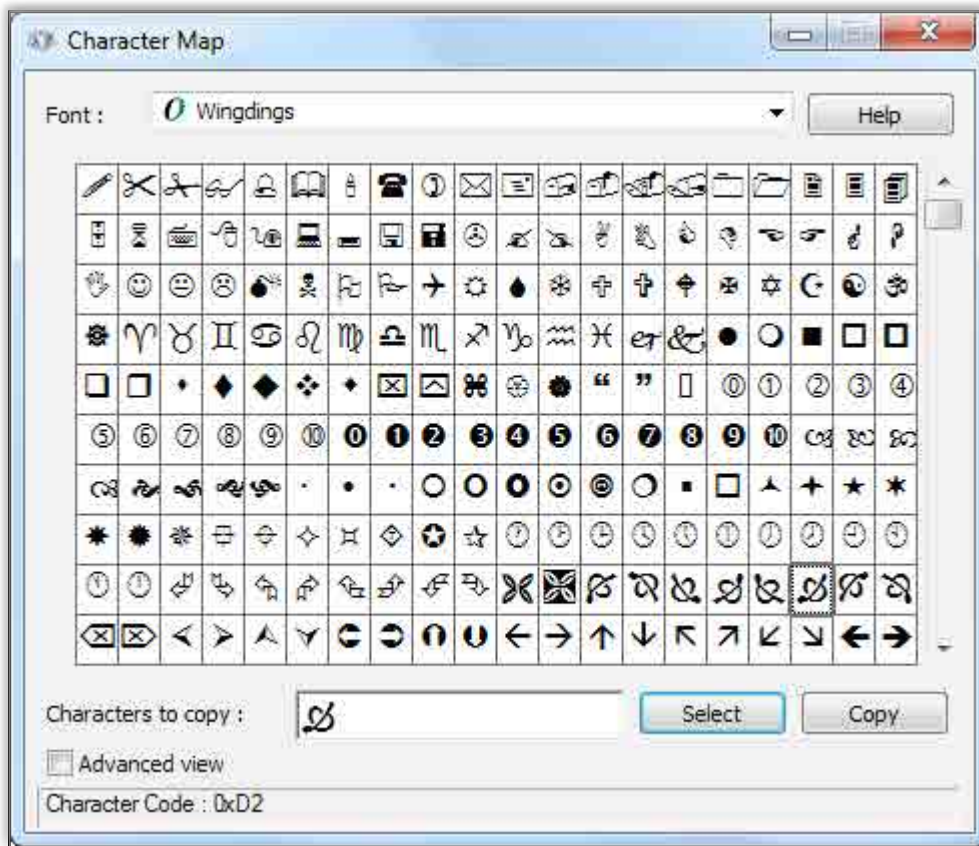 Character Map
Font : O Wingdings Help
Characters to copy : Select Copy
Advanced view
Character Code : 0xD2